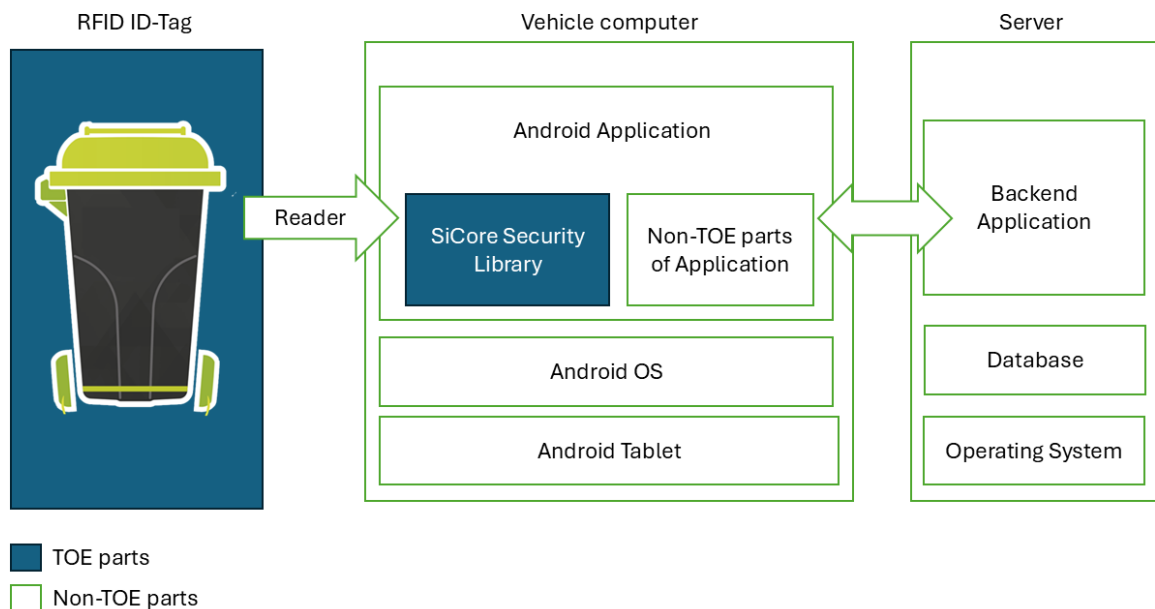 RFID ID-Tag
Vehicle computer
Server
Android Application
Reader
SiCore Security
Library
Non-TOE parts
of Application
Backend
Application
Android OS
Database
Android Tablet
Operating System
TOE parts
Non-TOE parts